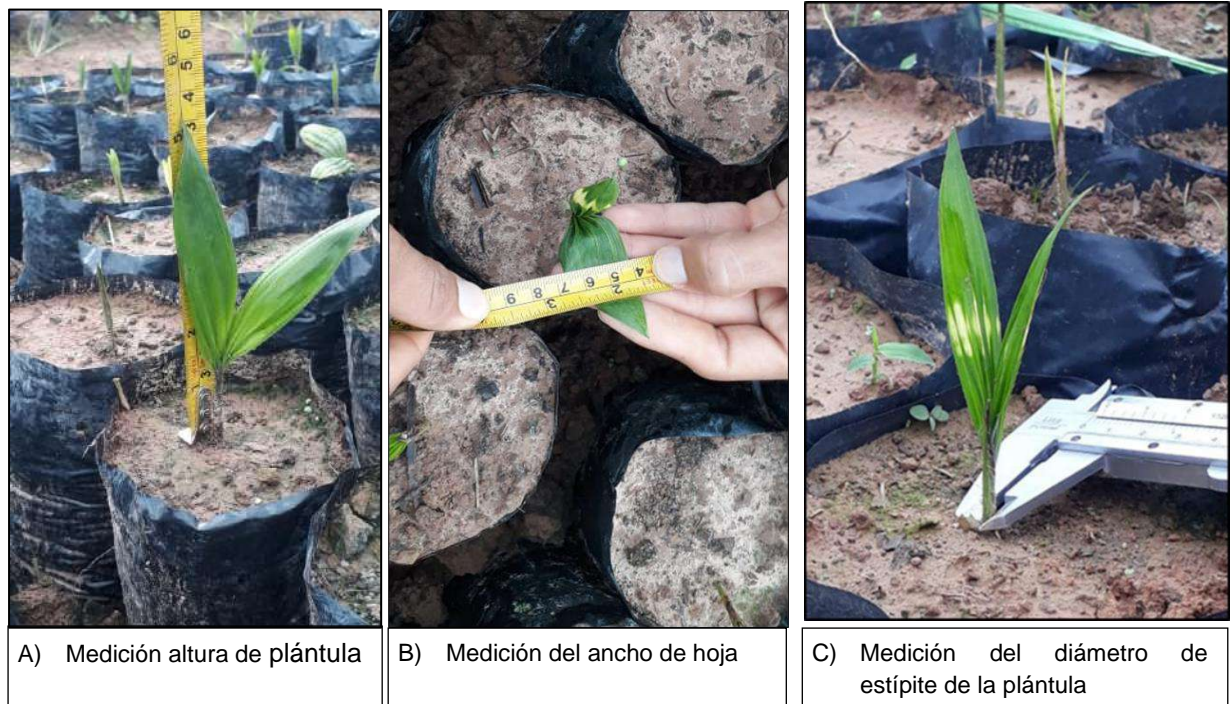 A) Medición altura de plántula
B) Medición del ancho de hoja
C) Medición del diámetro de
estípite de la plántula